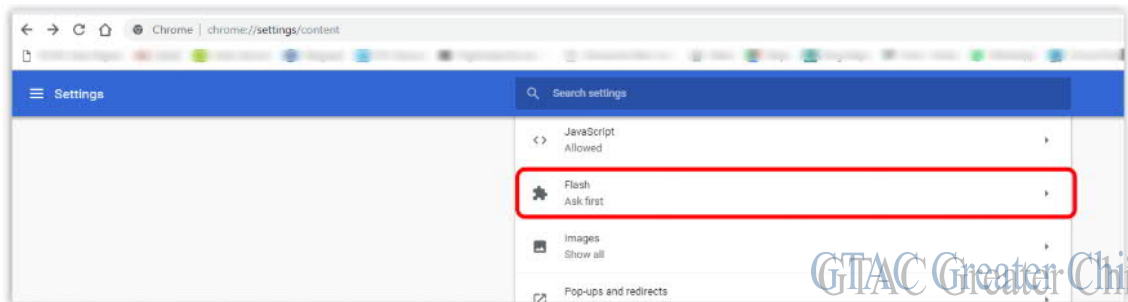 Chrome | chrome://settings/content
Settings
Search settings
JavaScript
Allowed
Flash
Ask first
Images
Show all
Pop-ups and redirects
GTAC Greater Chi